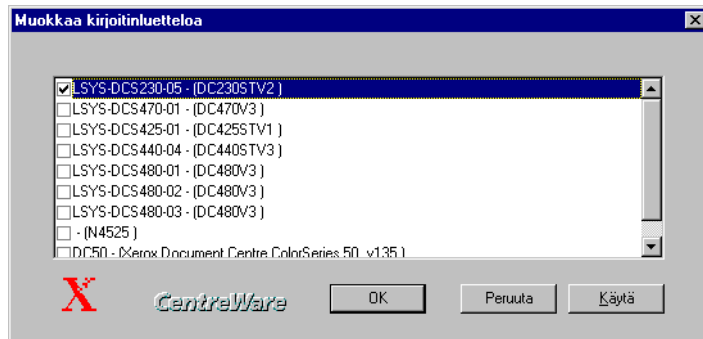 Muokkaa kirjoitinluetteloa
LSYS-DCS230-05 - (DC230STV2 )
LSYS-DCS470-01 - (DC470V3 )
LSYS-DCS425-01 - (DC425STV1 )
LSYS-DCS440-04 - (DC440STV3 )
LSYS-DCS480-01 - (DC480V3 )
LSYS-DCS480-02 - (DC480V3 )
LSYS-DCS480-03 - (DC480V3 )
- (N4525 )
DC50 - (Xerox Document Centre ColorSeries 50 v135 )
X CentreWare OK Peruuta Käytä